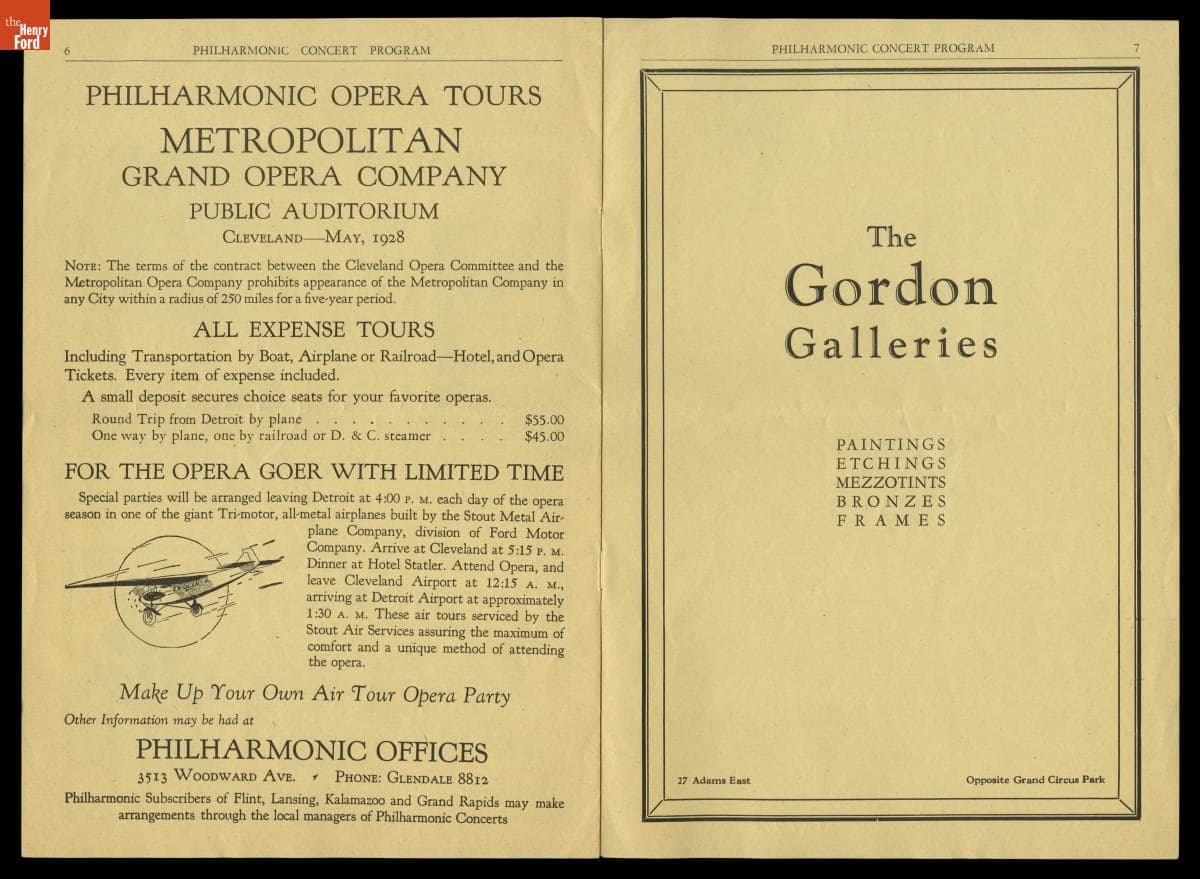 the
Henry
Ford
6
PHILHARMONIC CONCERT PROGRAM
PHILHARMONIC OPERA TOURS
METROPOLITAN
GRAND OPERA COMPANY
PUBLIC AUDITORIUM
CLEVELAND—MAY, 1928
NOTE: The terms of the contract between the Cleveland Opera Committee and the
Metropolitan Opera Company prohibits appearance of the Metropolitan Company in
any City within a radius of 250 miles for a five-year period.
ALL EXPENSE TOURS
Including Transportation by Boat, Airplane or Railroad—Hotel, and Opera
Tickets. Every item of expense included.
A small deposit secures choice seats for your favorite operas.
Round Trip from Detroit by plane . . . . . . . . . . . $55.00
One way by plane, one by railroad or D. & C. steamer . . . . $45.00
FOR THE OPERA GOER WITH LIMITED TIME
Special parties will be arranged leaving Detroit at 4:00 P. M. each day of the opera
season in one of the giant Tri-motor, all-metal airplanes built by the Stout Metal Air-
plane Company, division of Ford Motor
Company. Arrive at Cleveland at 5:15 P. M.
Dinner at Hotel Statler. Attend Opera, and
leave Cleveland Airport at 12:15 A. M.,
arriving at Detroit Airport at approximately
1:30 A. M. These air tours serviced by the
Stout Air Services assuring the maximum of
comfort and a unique method of attending
the opera.
Make Up Your Own Air Tour Opera Party
Other Information may be had at
PHILHARMONIC OFFICES
3513 WOODWARD AVE. PHONE: GLENDALE 8812
Philharmonic Subscribers of Flint, Lansing, Kalamazoo and Grand Rapids may make
arrangements through the local managers of Philharmonic Concerts
PHILHARMONIC CONCERT PROGRAM
7
The
Gordon
Galleries
PAINTINGS
ETCHINGS
MEZZOTINTS
BRONZES
FRAMES
27 Adams East
Opposite Grand Circus Park